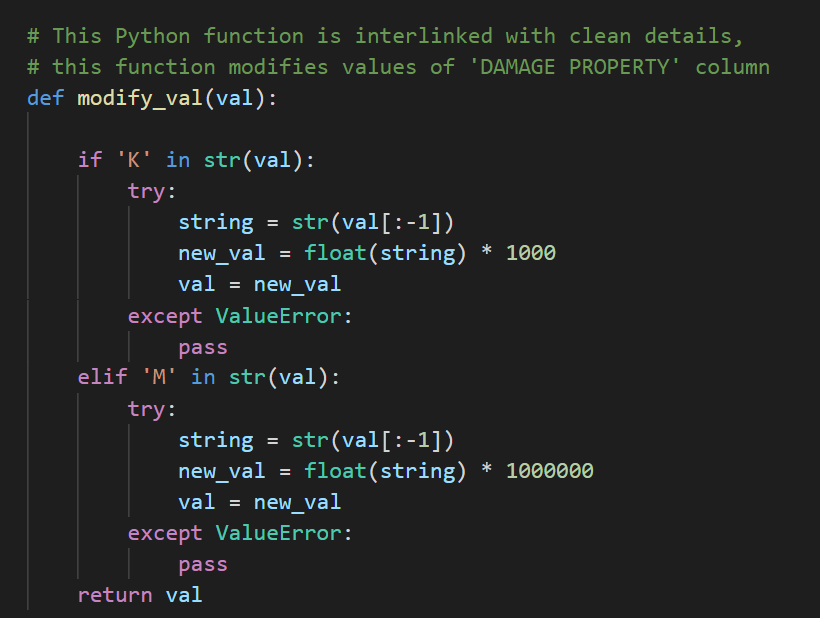 # This Python function is interlinked with clean details,
# this function modifies values of 'DAMAGE PROPERTY' column
def modify_val(val):
    if 'K' in str(val):
        try:
            string = str(val[:-1])
            new_val = float(string) * 1000
            val = new_val
        except ValueError:
            pass
    elif 'M' in str(val):
        try:
            string = str(val[:-1])
            new_val = float(string) * 1000000
            val = new_val
        except ValueError:
            pass
    return val